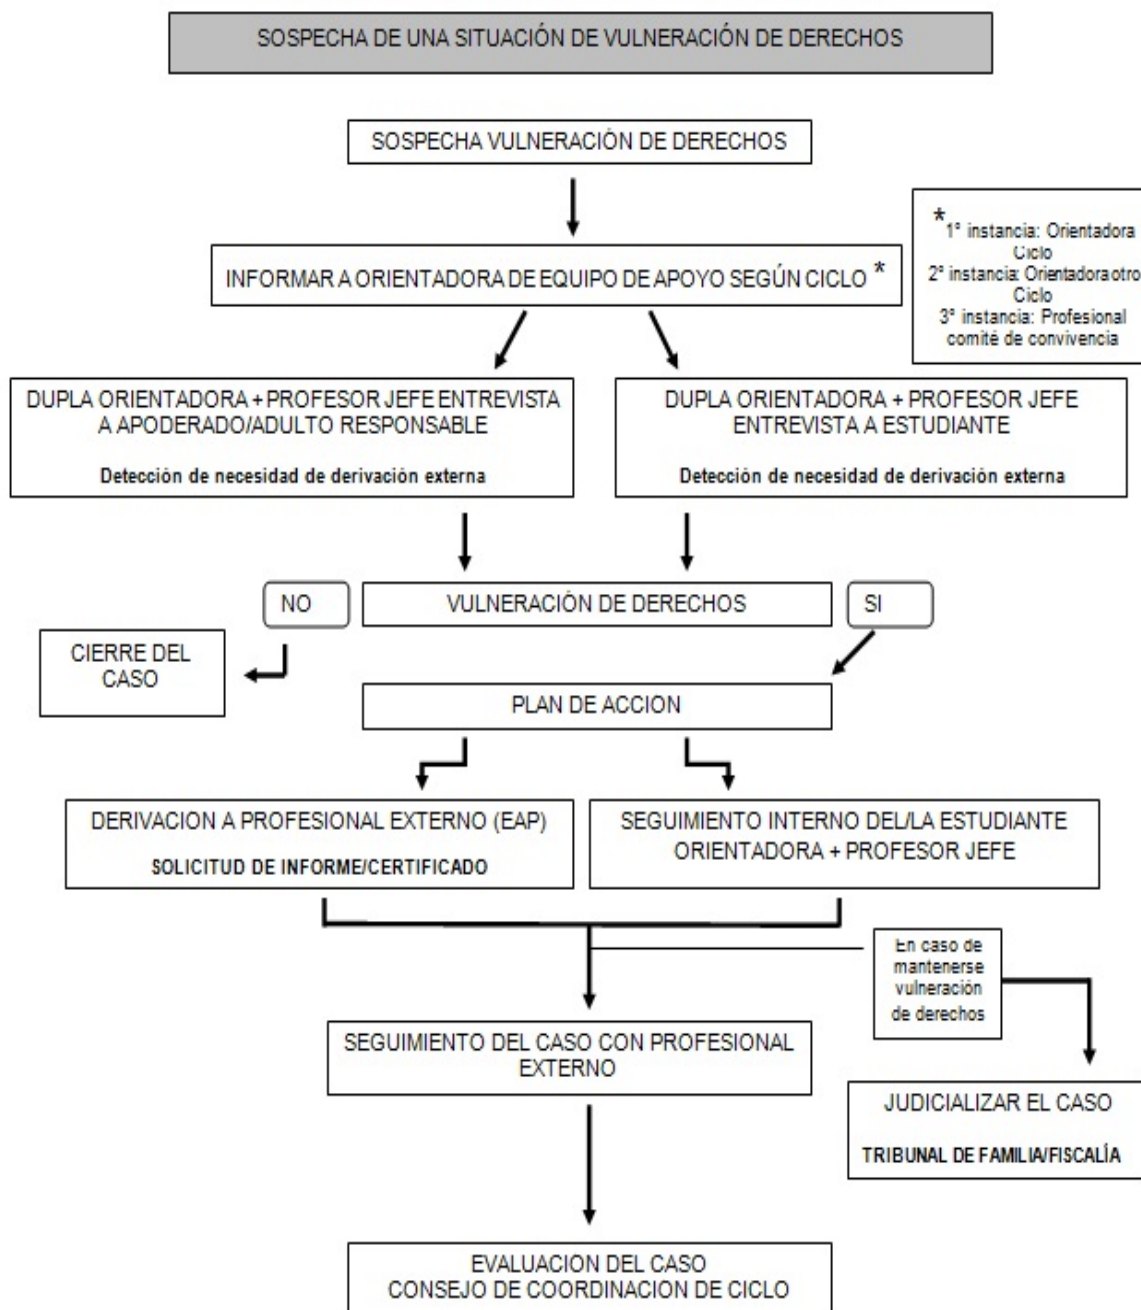 SOSPECHA DE UNA SITUACIÓN DE VULNERACIÓN DE DERECHOS
SOSPECHA VULNERACIÓN DE DERECHOS
INFORMAR A ORIENTADORA DE EQUIPO DE APOYO SEGÚN CICLO *
*1° instancia: Orientadora
Ciclo
2° instancia: Orientadora otro
Ciclo
3° instancia: Profesional
comité de convivencia
DUPLA ORIENTADORA + PROFESOR JEFE ENTREVISTA
A APODERADO/ADULTO RESPONSABLE
Detección de necesidad de derivación externa
DUPLA ORIENTADORA + PROFESOR JEFE
ENTREVISTA A ESTUDIANTE
Detección de necesidad de derivación externa
NO
VULNERACIÓN DE DERECHOS
SI
CIERRE DEL
CASO
PLAN DE ACCION
DERIVACION A PROFESIONAL EXTERNO (EAP)
SOLICITUD DE INFORME/CERTIFICADO
SEGUIMIENTO INTERNO DEL/LA ESTUDIANTE
ORIENTADORA + PROFESOR JEFE
En caso de
mantenerse
vulneración
de derechos
SEGUIMIENTO DEL CASO CON PROFESIONAL
EXTERNO
JUDICIALIZAR EL CASO
TRIBUNAL DE FAMILIA/FISCALÍA
EVALUACION DEL CASO
CONSEJO DE COORDINACION DE CICLO